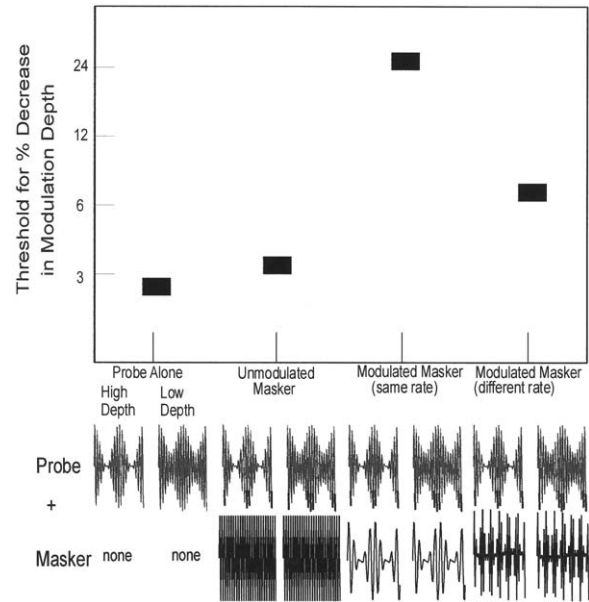 Threshold for % Decrease
in Modulation Depth
24
12
6
3
Probe Alone
High
Depth
Low
Depth
Unmodulated
Masker
Modulated Masker
(same rate)
Modulated Masker
(different rate)
Probe
+
Masker none none